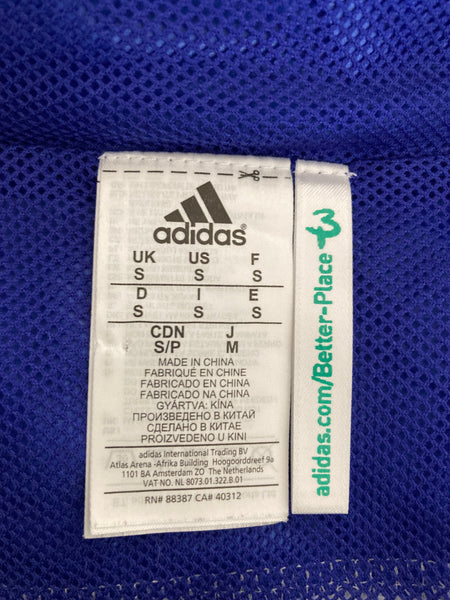 adidas®
UK US F
S S S
D I E
S S S
CDN J
S/P M
MADE IN CHINA
FABRIQUÉ EN CHINE
FABRICADO EN CHINA
FABRICADO NA CHINA
GYÁRTVA: KÍNA
ПРОИЗВЕДЕНО В КИТАЙ
СДЕЛАНО В КИТАЕ
PROIZVEDENO U KINI
adidas International Trading BV
Atlas Arena -Afrika Building Hoogoorddreef 9a
1101 BA Amsterdam ZO The Netherlands
VAT NO. NL 8073.01.322.B 01
RN# 88387 CA# 40312
adidas.com/Better-Place